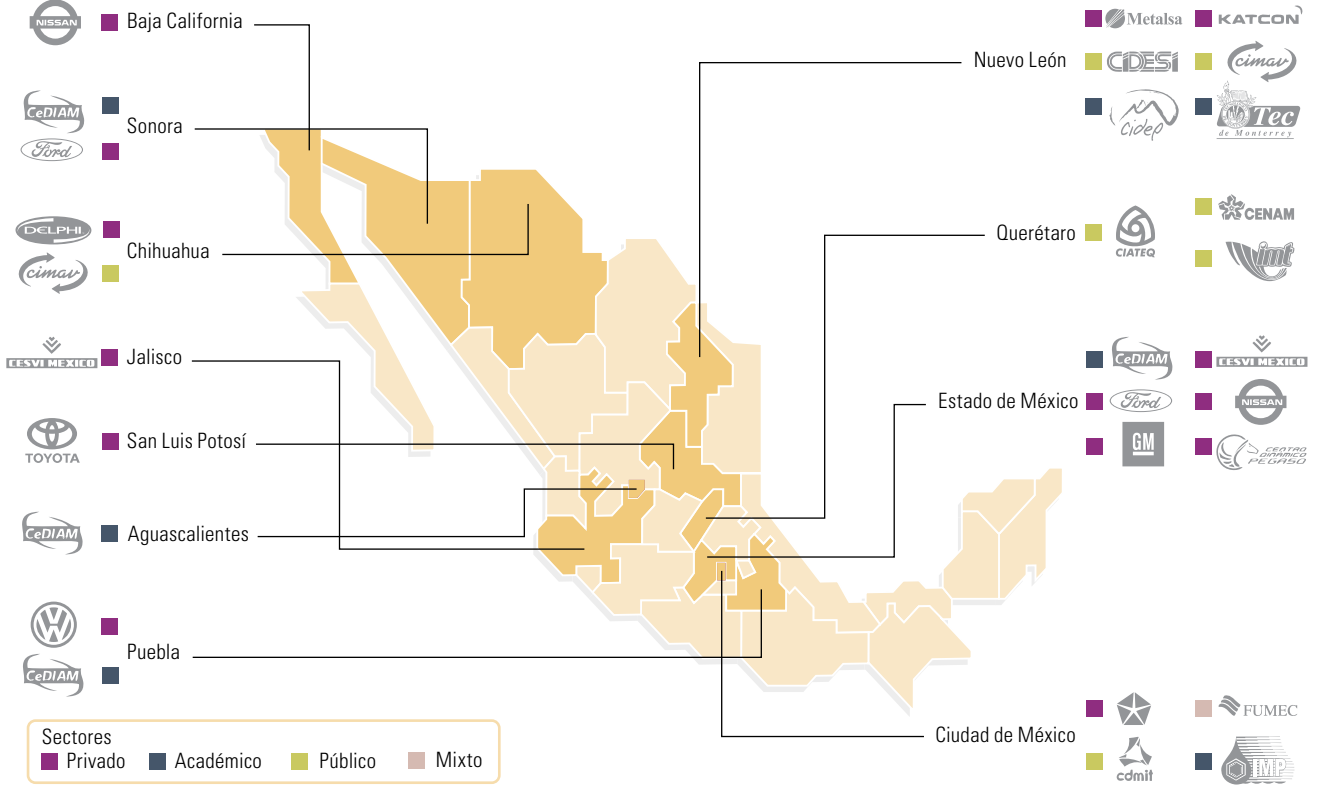 NISSAN
Baja California
CeDIAM
Sonora
Ford
DELPHI
Chihuahua
cimav
CESVI MEXICO
Jalisco
TOYOTA
San Luis Potosí
CeDIAM
Aguascalientes
VW
Puebla
CeDIAM
Nuevo León
Metalsa
KATCON
CIDESI
cimav
cidep
Tec
de Monterrey
Querétaro
CIATEQ
CENAM
imt
Estado de México
CeDIAM
CESVI MEXICO
Ford
NISSAN
GM
CENTRO
DINAMICO
PEGASO
Ciudad de México
FUMEC
cdmit
IMP
Sectores
Privado
Académico
Público
Mixto